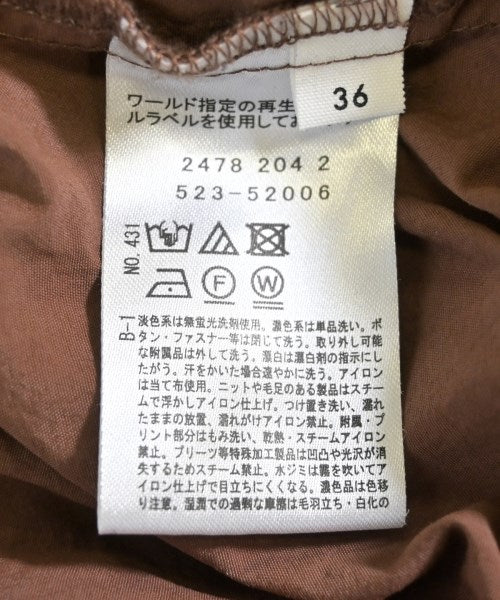 36
ワールド指定の再生
ルラベルを使用してお
2478 204 2
523-52006
NO. 431
F
W
B-1
淡色系は無蛍光洗剤使用。濃色系は単品洗い。ボ
タン・ファスナー等は閉じて洗う。取り外し可能
な附属品は外して洗う。漂白は漂白剤の指示にし
たがう。汗をかいた場合速やかに洗う。アイロン
は当て布使用。ニットや毛足のある製品はスチー
ムで浮かしアイロン仕上げ。つけ置き洗い、濡れ
たままの放置、濡れがけアイロン禁止。附属・プ
リント部分はもみ洗い、乾熱・スチームアイロン
禁止。プリーツ等特殊加工製品は凹凸や光沢が
消失するためスチーム禁止。水ジミは霧を吹いてア
イロン仕上げで目立ちにくくなる。濃色品は色移
り注意。湿潤での過剰な摩擦は毛羽立ち・白化の